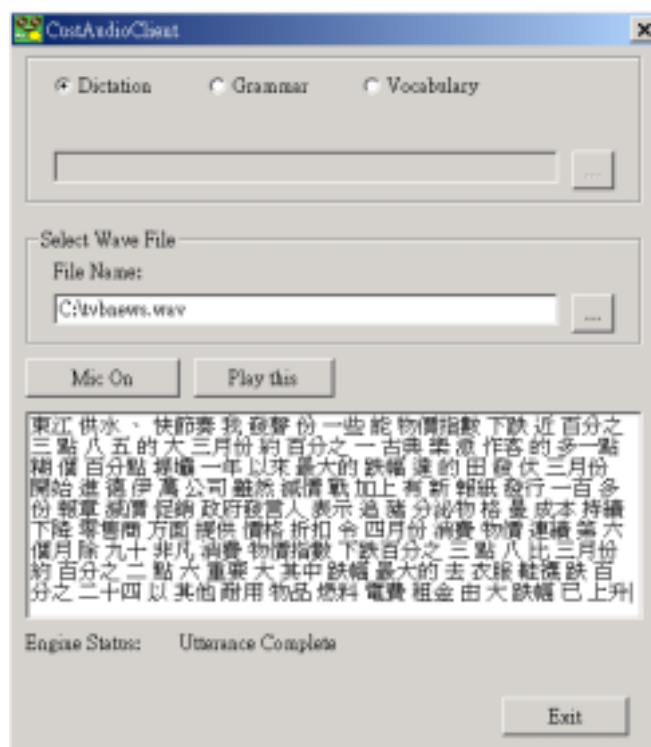 CostAudioClient
Dictation Grammar Vocabulary
...
Select Wave File
File Name:
C:\tvbnews.wav
...
Mic On Play this
東江 供水 、 快節奏 我 發聲 份 一些 能 物價指數 下跌 近 百分之
三 點 八 五 的 大 三月份 約 百分之 一 古典 樂 派 作客 的 多 一點
糊 僕 百分點 堤壩 一年 以來 最大的 跌幅 達 的 田 發 伏 三月份
開始 進 德 伊 萬 公司 雖然 減價 戰 加上 有 新 報紙 發行 一百 多
份 報章 減價 促銷 政府發言人 表示 過 豬 分泌物 格 曼 成本 持續
下降 零售商 方面 提供 價格 折扣 令 四月份 消費 物價 連續 第 六
僕 月 除 九十 非凡 消費 物價指數 下跌百分之 三 點 八 比 三月份
約 百分之 二 點 六 重要 大 其中 跌幅 最大的 去 衣服 鞋襪 跌 百
分之 二十四 以 其他 耐用 物品 燃料 電費 租金 由 大 跌幅 已 上升
Engine Status: Utterance Complete
Exit